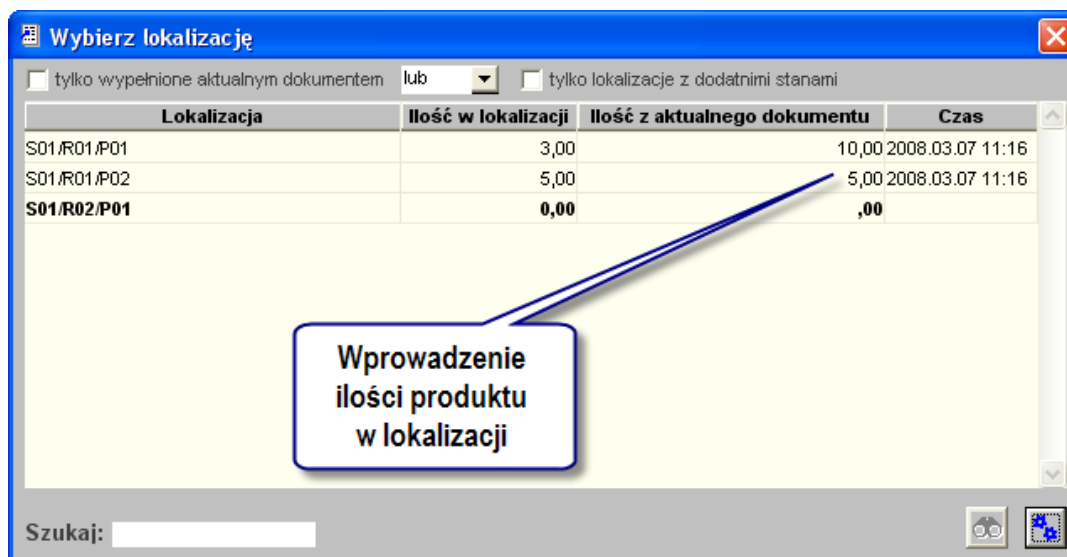 Wybierz lokalizację
tylko wypełnione aktualnym dokumentem lub tylko lokalizacje z dodatnimi stanami
Lokalizacja Ilość w lokalizacji Ilość z aktualnego dokumentu Czas
S01/R01/P01 3,00 10,00 2008.03.07 11:16
S01/R01/P02 5,00 5,00 2008.03.07 11:16
S01/R02/P01 0,00 ,00
Wprowadzenie
ilości produktu
w lokalizacji
Szukaj: